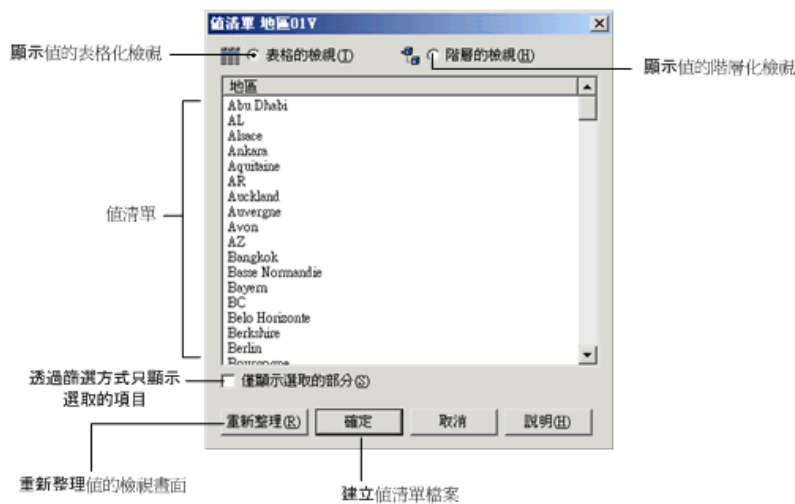 值清單 地區01Y
顯示值的表格化檢視
表格的檢視(T)
階層的檢視(H)
顯示值的階層化檢視
地區
Abu Dhabi
AL
Alsace
Ankara
Aquitaine
AR
Auckland
Auvergne
值清單
Avon
AZ
Bangkok
Basse Normandie
Bayern
BC
Belo Horizonte
Berkshire
Berlin
Bourgogne
透過篩選方式只顯示
選取的項目
僅顯示選取的部分(S)
重新整理(R)
確定
取消
說明(H)
重新整理值的檢視畫面
建立值清單檔案